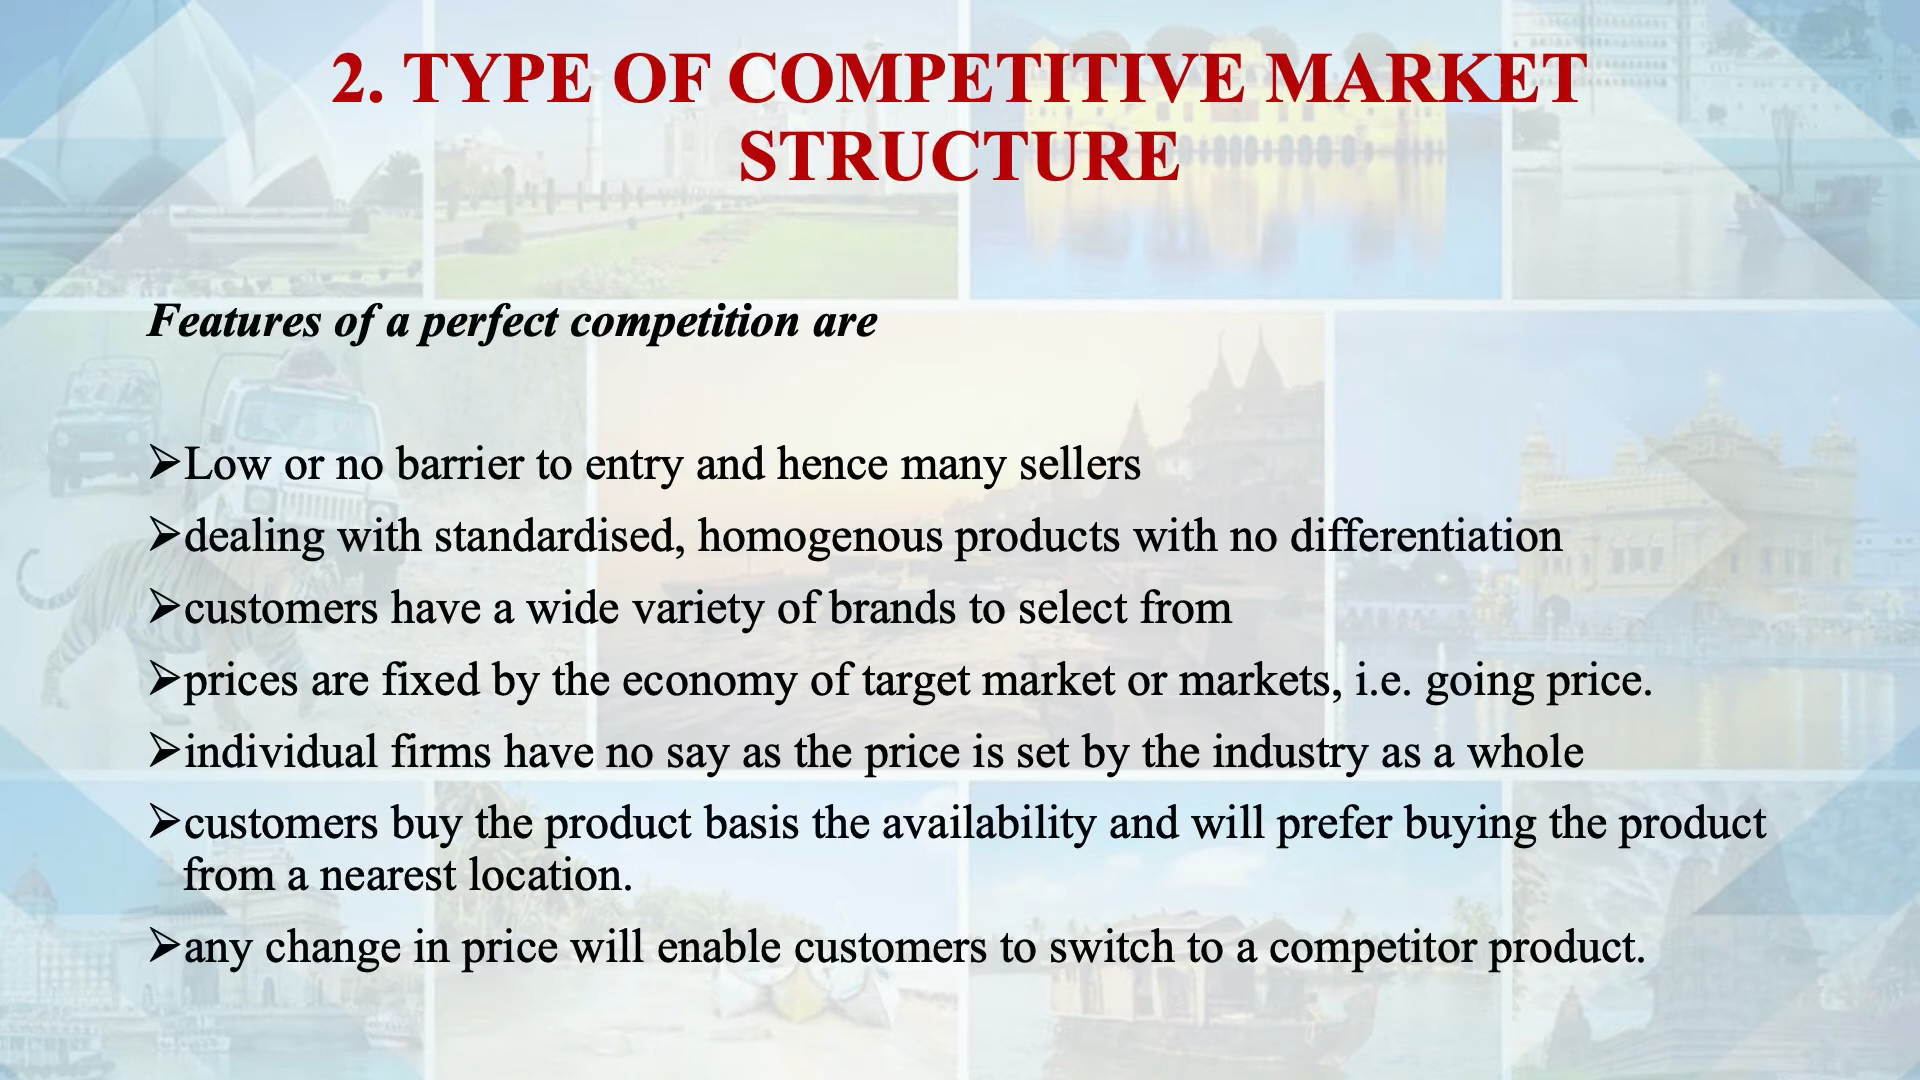 2. TYPE OF COMPETITIVE MARKET
STRUCTURE
Features of a perfect competition are
➢Low or no barrier to entry and hence many sellers
➢dealing with standardised, homogenous products with no differentiation
➢customers have a wide variety of brands to select from
➢prices are fixed by the economy of target market or markets, i.e. going price.
➢individual firms have no say as the price is set by the industry as a whole
➢customers buy the product basis the availability and will prefer buying the product
from a nearest location.
➢any change in price will enable customers to switch to a competitor product.